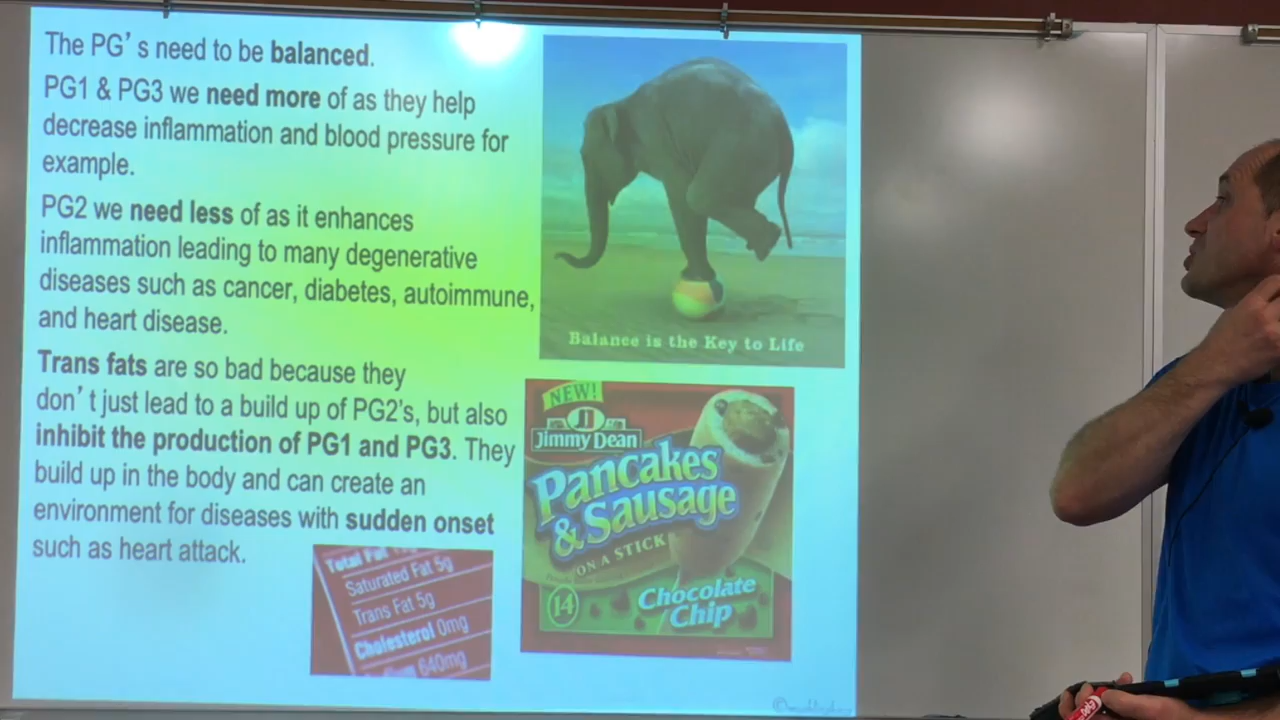 The PG's need to be balanced.
PG1 & PG3 we need more of as they help
decrease inflammation and blood pressure for
example.
PG2 we need less of as it enhances
inflammation leading to many degenerative
diseases such as cancer, diabetes, autoimmune,
and heart disease.
Trans fats are so bad because they
don't just lead to a build up of PG2's, but also
inhibit the production of PG1 and PG3. They
build up in the body and can create an
environment for diseases with sudden onset
such as heart attack.
Balance is the Key to Life
NEW!
Jimmy Dean
Pancakes
& Sausage
ON A STICK
14
Chocolate
Chip
Total Fat
Saturated Fat 5g
Trans Fat 5g
Cholesterol 0mg
640mg